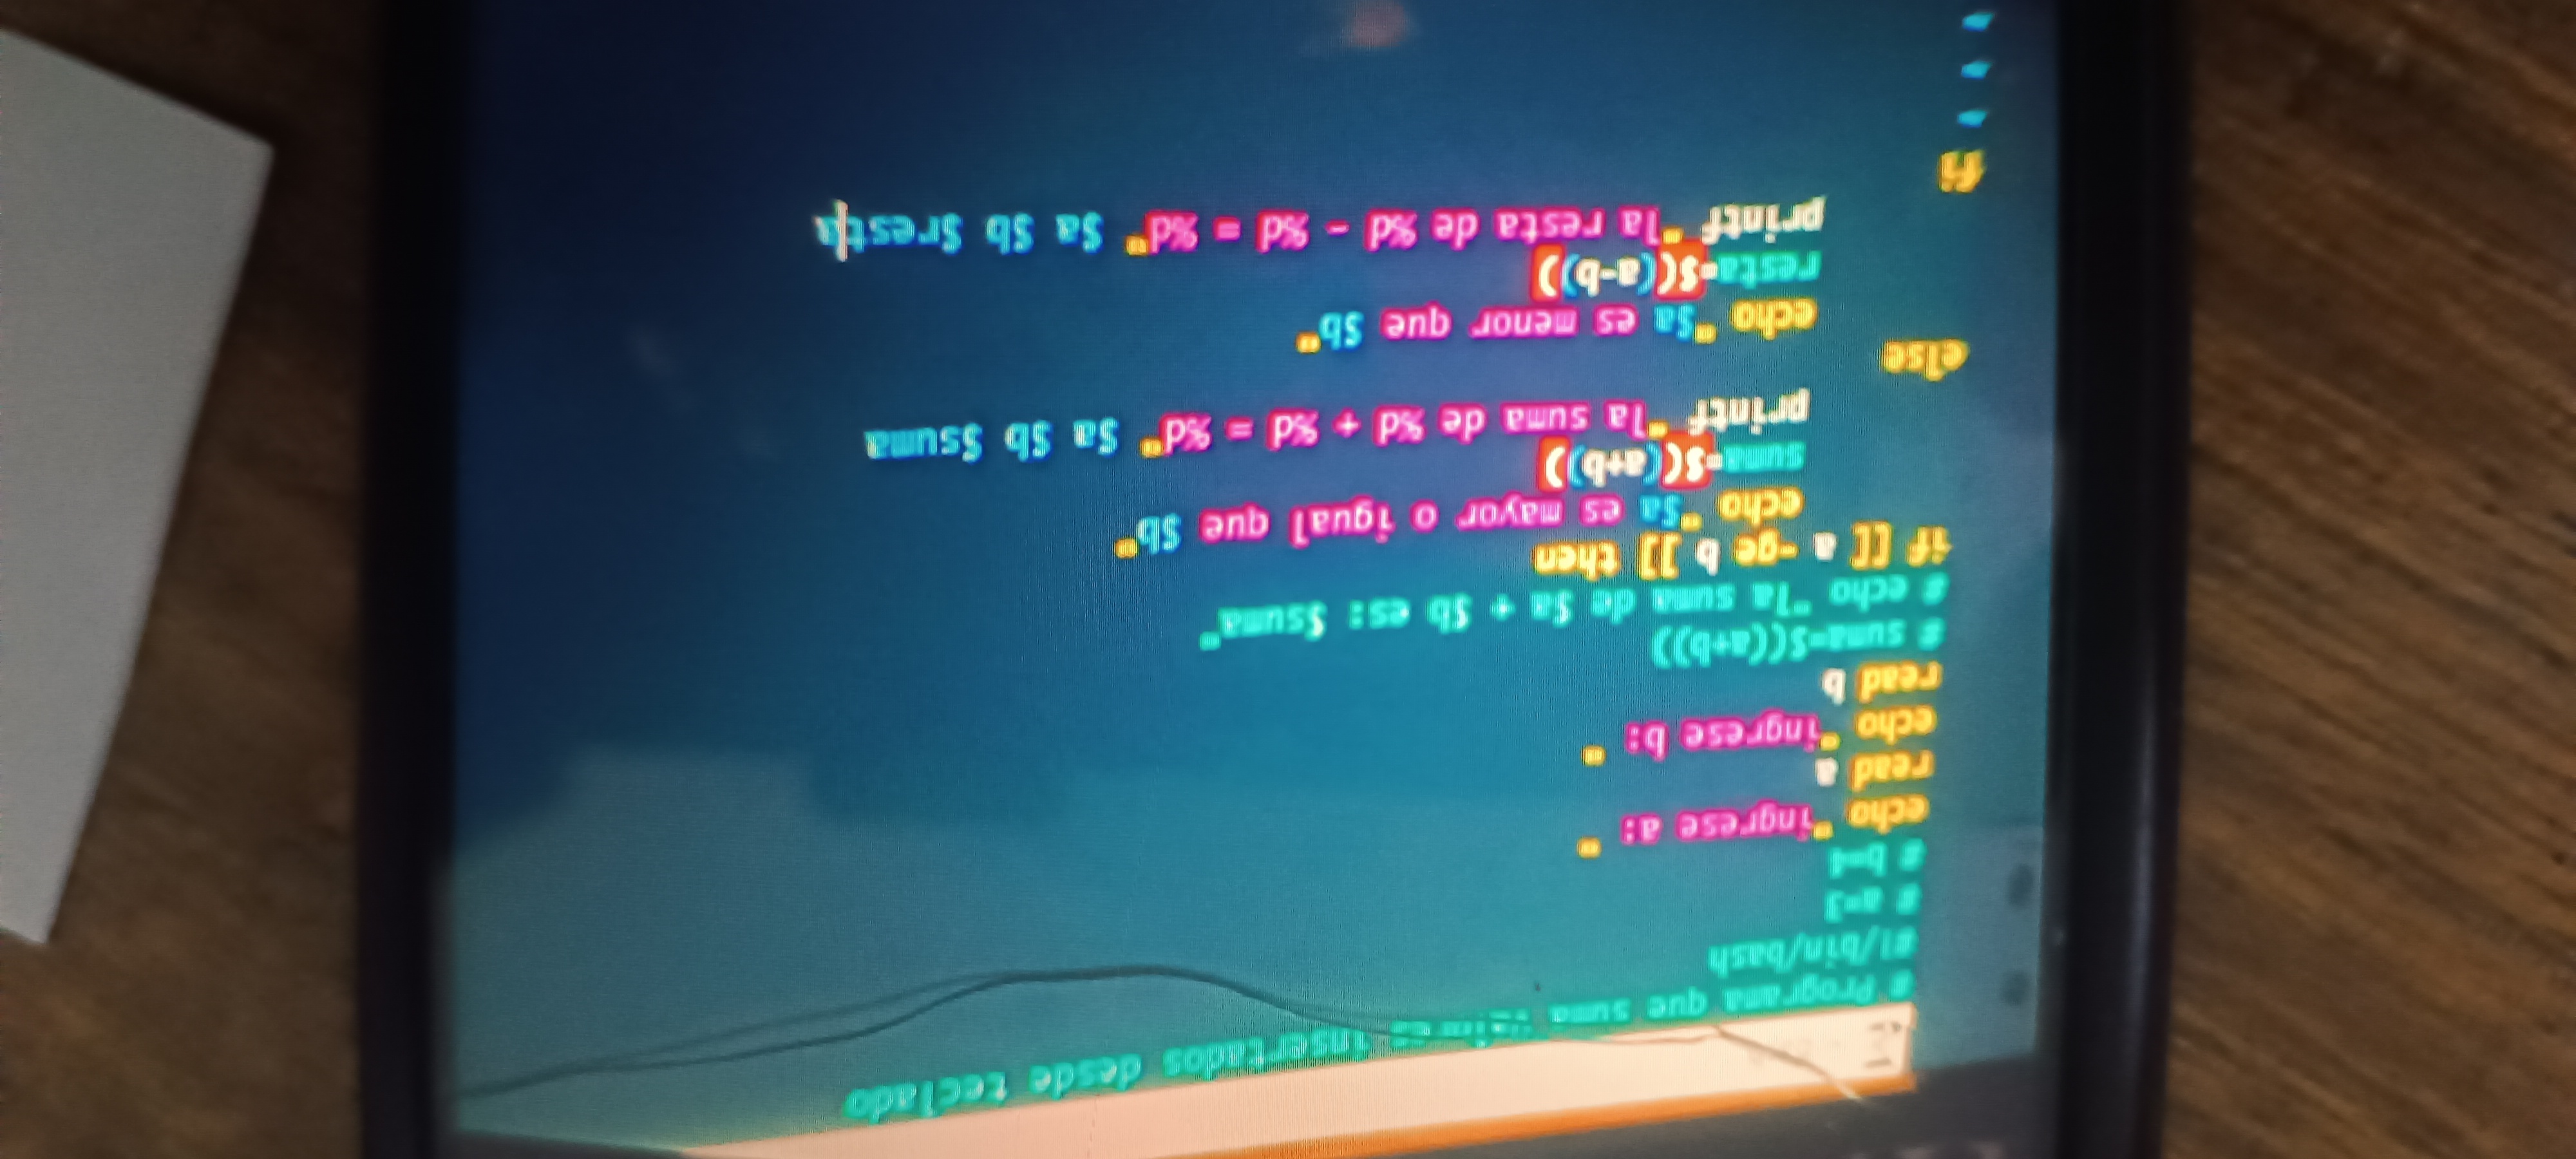 # Programa que suma valores insertados desde teclado
#!/bin/bash
# a=3
# b=4
echo "ingrese a: "
read a
echo "ingrese b: "
read b
# suma=$((a+b))
# echo "la suma de $a + $b es: $suma"
if [[ a -ge b ]] then
echo "$a es mayor o igual que $b"
suma=$((a+b))
printf "la suma de %d + %d = %d" $a $b $suma
else
echo "$a es menor que $b"
resta=$((a-b))
printf "la resta de %d - %d = %d" $a $b $resta
fi
~
~
~